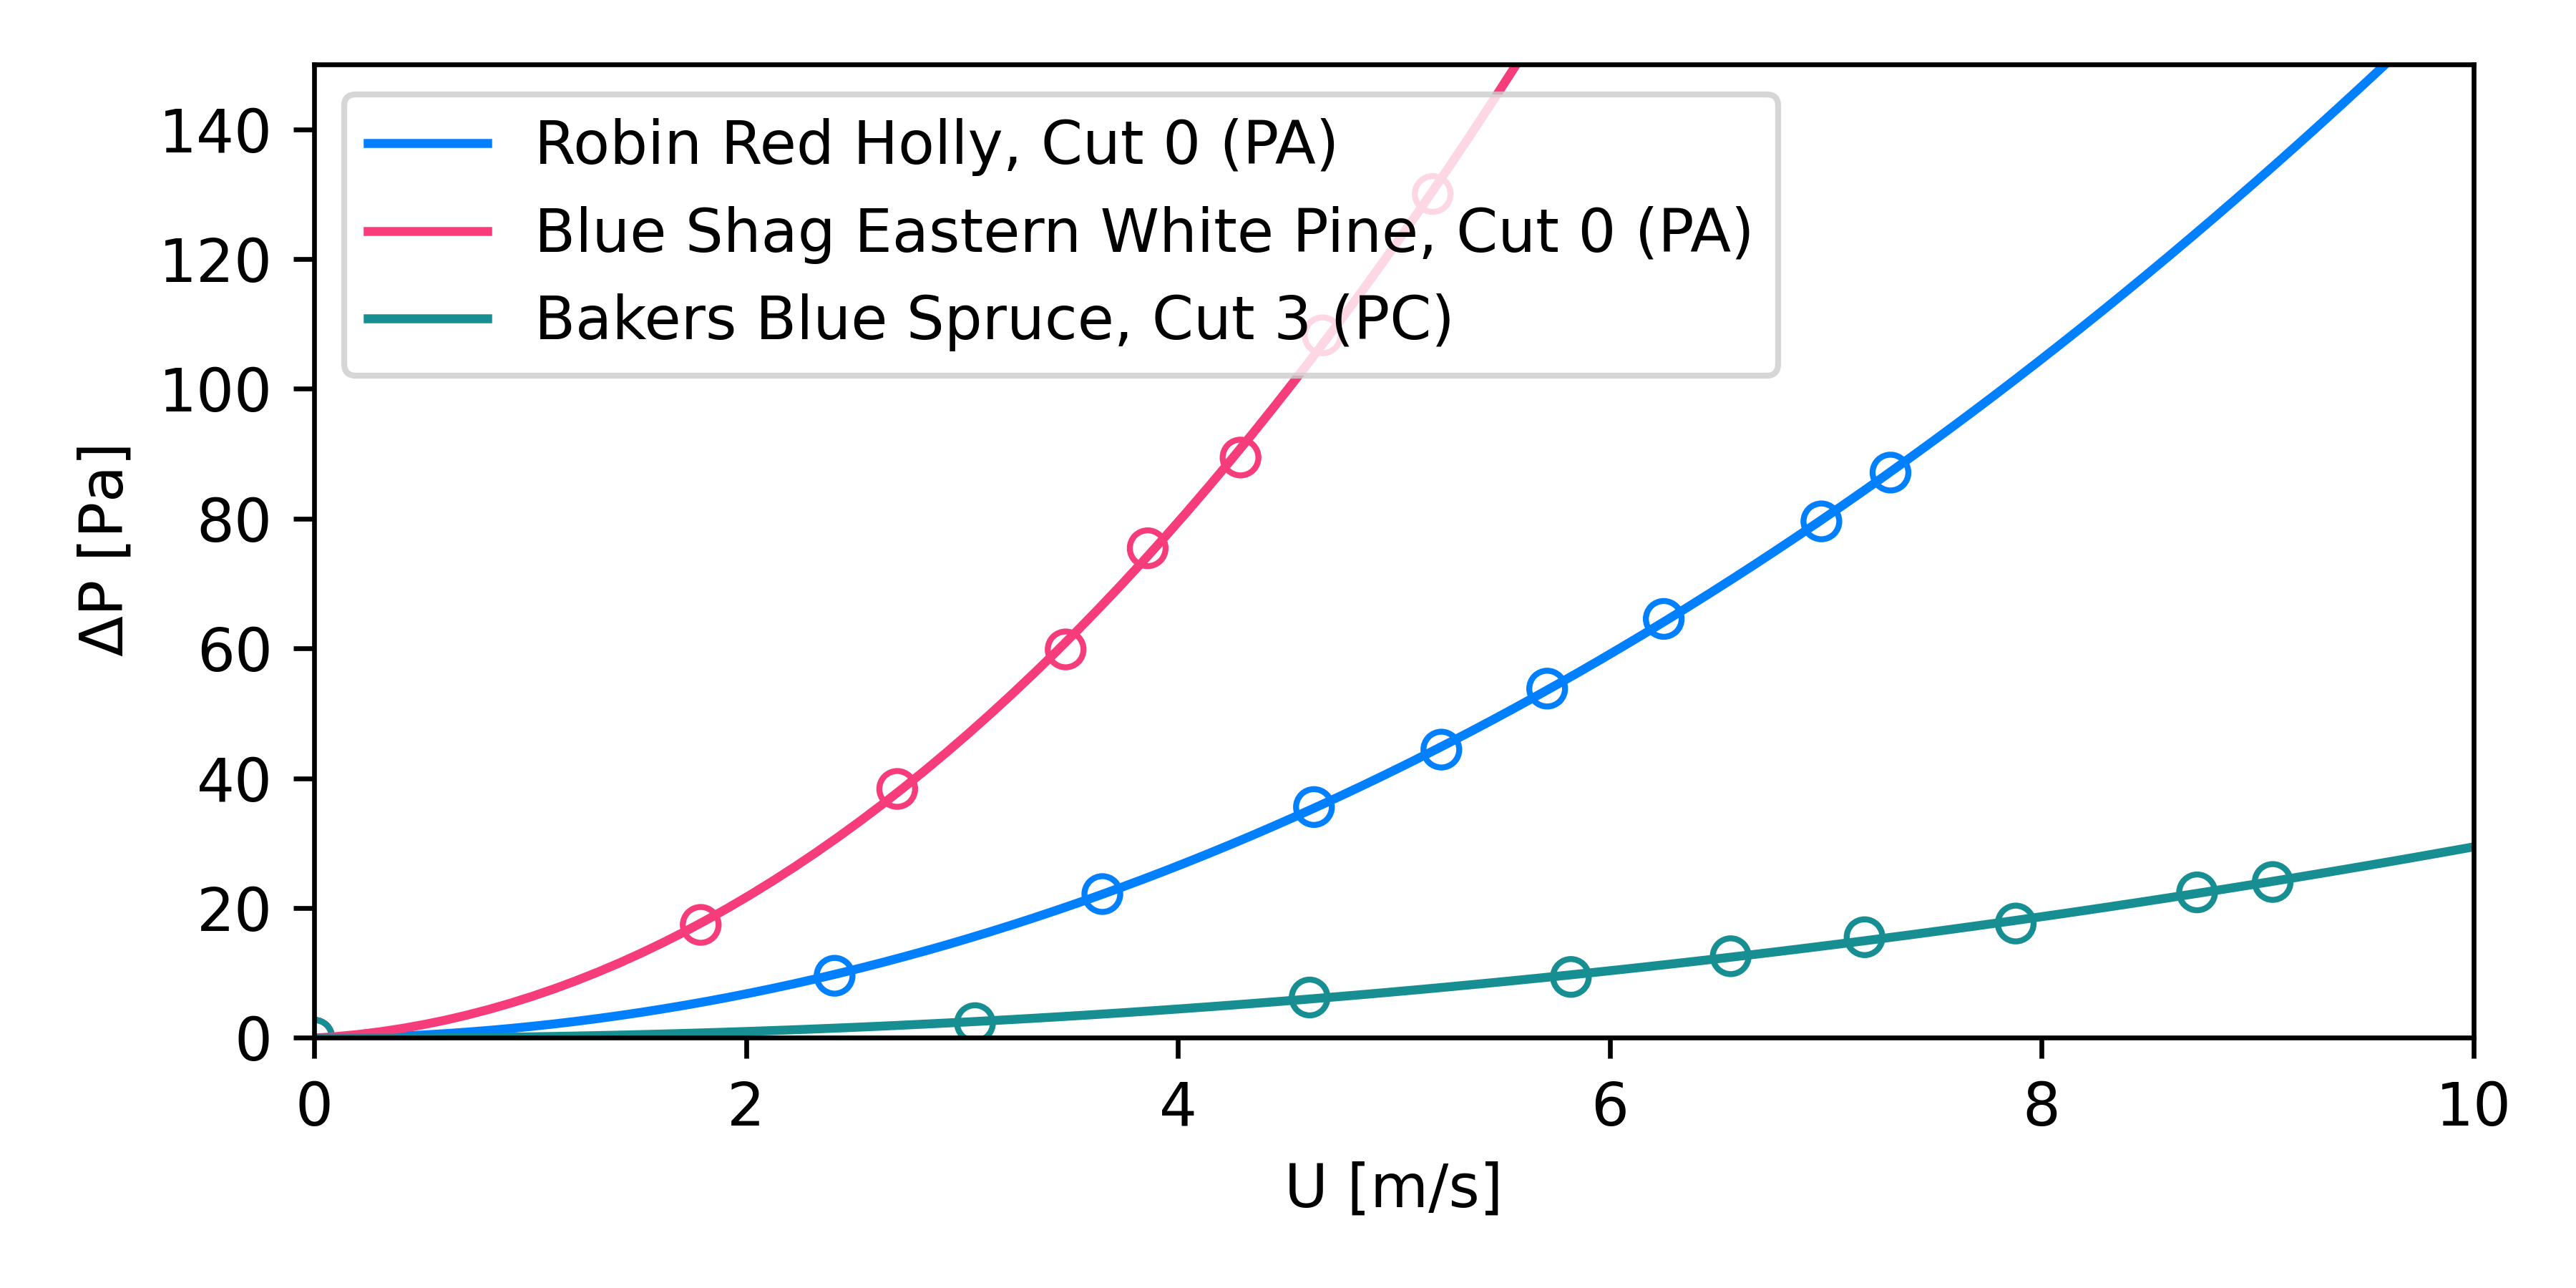 140
120
100
80
60
40
20
0
ΔP [Pa]
Robin Red Holly, Cut 0 (PA)
Blue Shag Eastern White Pine, Cut 0 (PA)
Bakers Blue Spruce, Cut 3 (PC)
0 2 4 6 8 10
U [m/s]